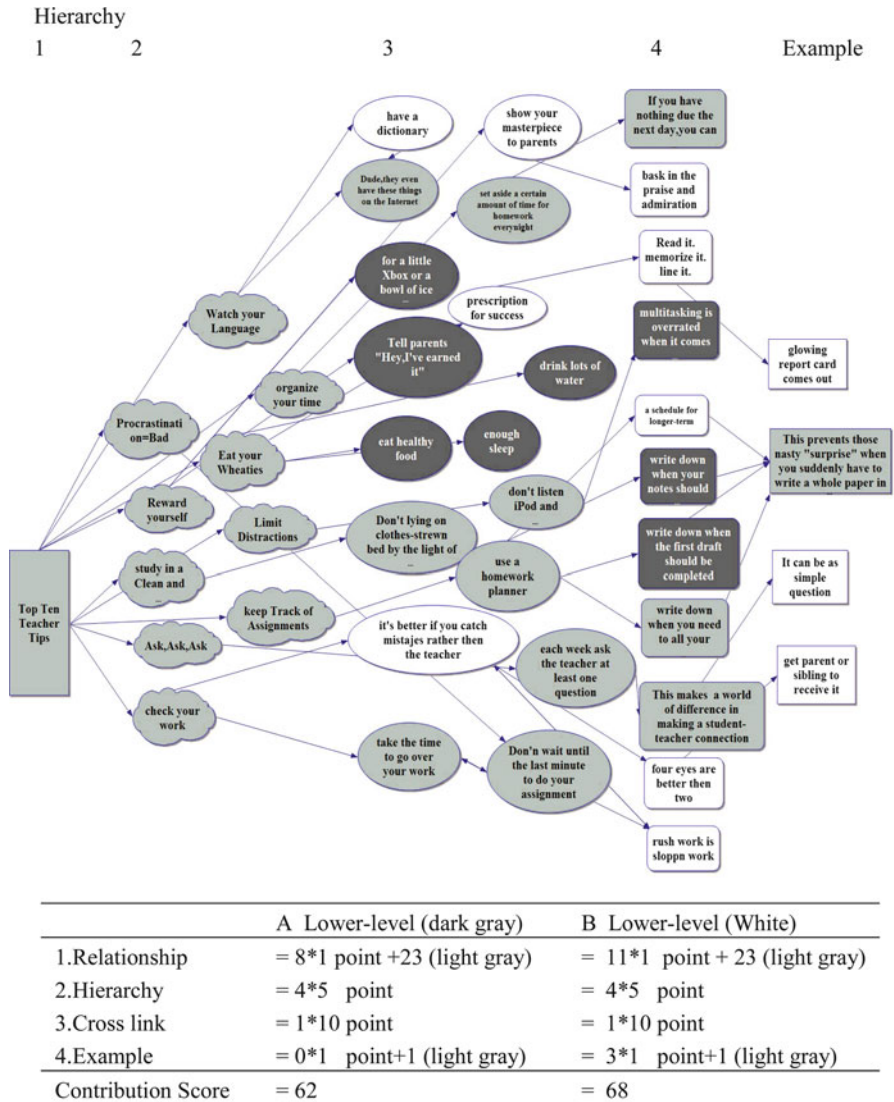 Hierarchy
1 2 3 4 Example
have a
dictionary
show your
masterpiece
to parents
If you have
nothing due the
next day,you can
Dude,they even
have these things
on the Internet
set aside a certain
amount of time for
homework
everynight
bask in the
praise and
admiration
for a little
Xbox or a
bowl of ice
..
Read it.
memorize it.
line it.
Watch your
Language
prescription
for success
multitasking is
overrated
when it comes
..
Tell parents
"Hey,I've earned
it"
glowing
report card
comes out
organize
your time
drink lots of
water
Procrastinati
on=Bad
a schedule for
longer-term
Eat your
Wheaties
eat healthy
food
enough
sleep
This prevents those
nasty "surprise" when
you suddenly have to
write a whole paper in
write down
when your
notes should
..
Reward
yourself
don't listen
iPod and
..
Limit
Distractions
Don't lying on
clothes-strewn
bed by the light of
..
write down when
the first draft
should be
completed
study in a
Clean and
..
use a
homework
planner
It can be as
simple
question
Top Ten
Teacher
Tips
keep Track of
Assignments
write down
when you need
to all your
it's better if you catch
mistajes rather then
the teacher
Ask,Ask,Ask
each week ask
the teacher at
least one
question
get parent or
sibling to
receive it
This makes a world
of difference in
making a student-
teacher connection
check your
work
take the time
to go over
your work
Don'n wait until
the last minute
to do your
assignment
four eyes are
better then
two
rush work is
sloppn work
A Lower-level (dark gray) B Lower-level (White)
1.Relationship = 8*1 point +23 (light gray) = 11*1 point + 23 (light gray)
2.Hierarchy = 4*5 point = 4*5 point
3.Cross link = 1*10 point = 1*10 point
4.Example = 0*1 point+1 (light gray) = 3*1 point+1 (light gray)
Contribution Score = 62 = 68